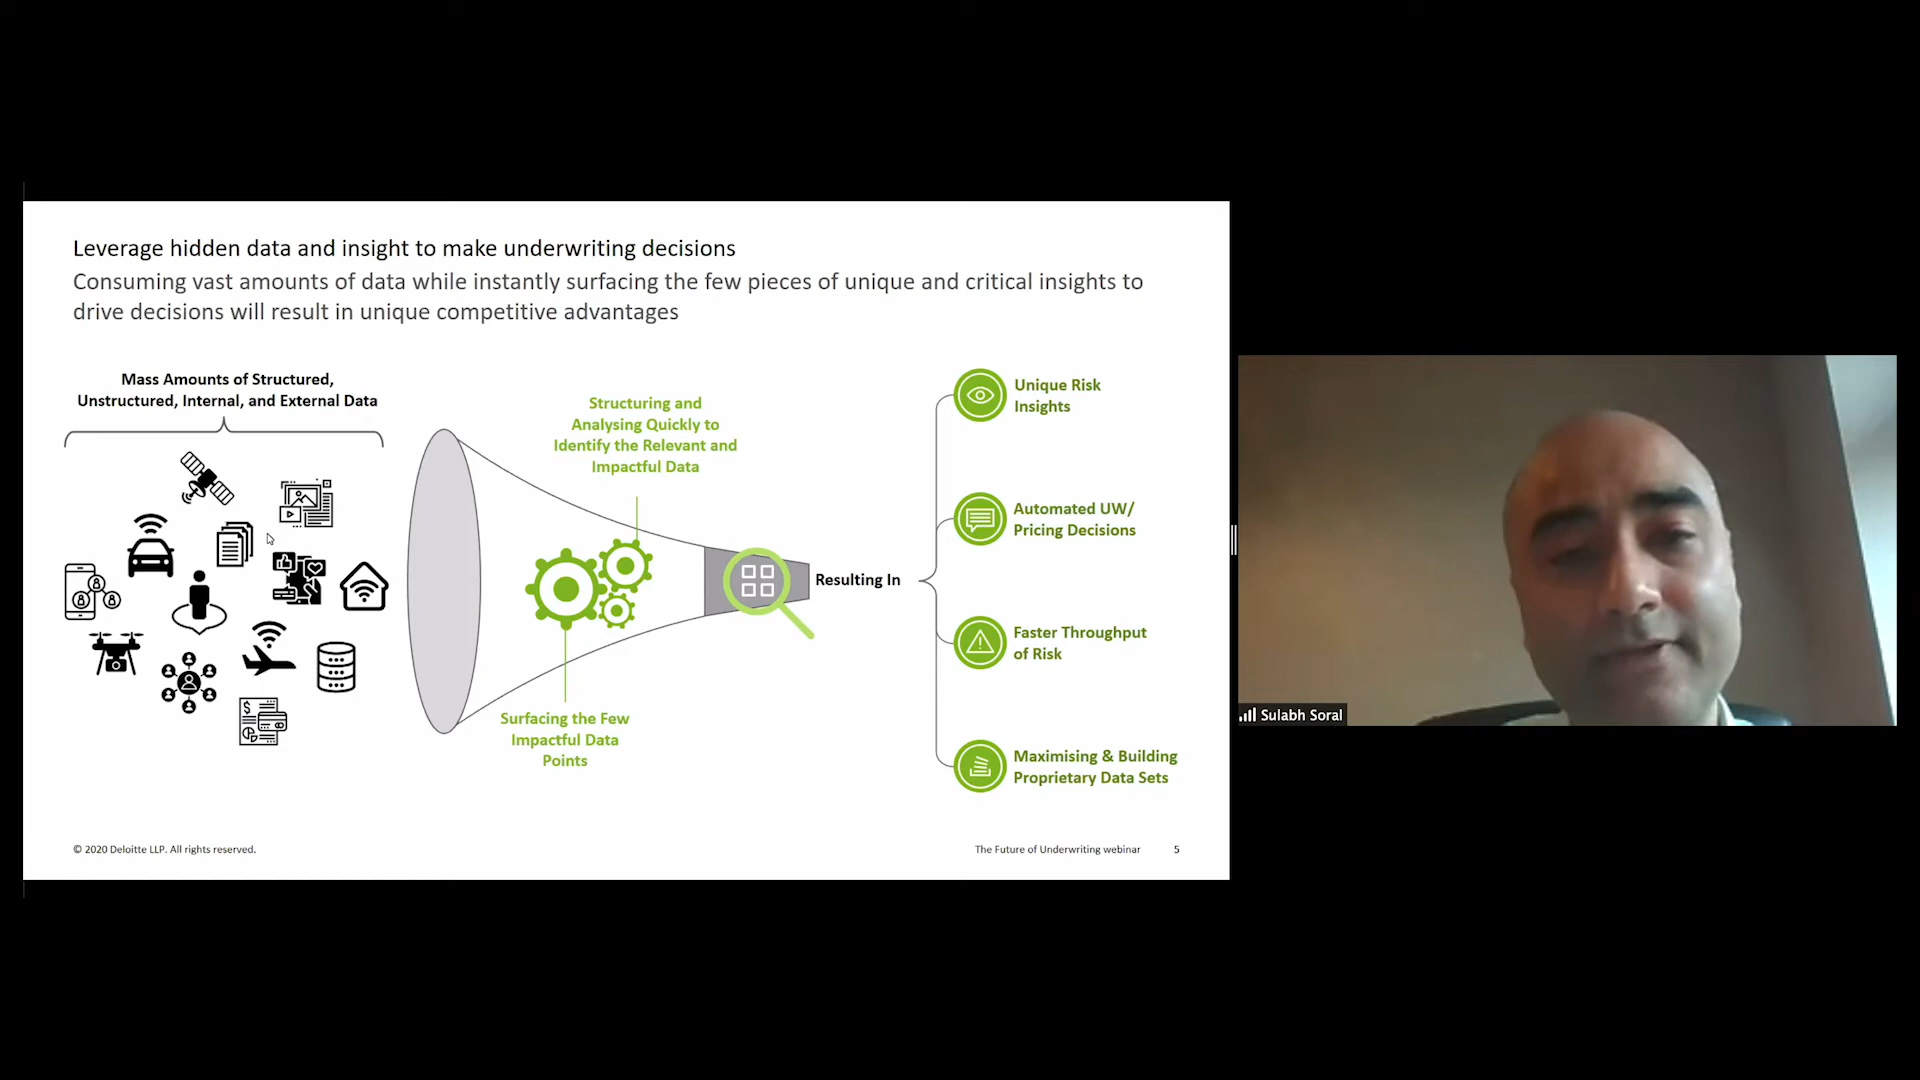 Leverage hidden data and insight to make underwriting decisions
Consuming vast amounts of data while instantly surfacing the few pieces of unique and critical insights to
drive decisions will result in unique competitive advantages
Mass Amounts of Structured,
Unstructured, Internal, and External Data
Structuring and
Analysing Quickly to
Identify the Relevant and
Impactful Data
Surfacing the Few
Impactful Data
Points
Resulting In
Unique Risk
Insights
Automated UW/
Pricing Decisions
Faster Throughput
of Risk
Maximising & Building
Proprietary Data Sets
© 2020 Deloitte LLP. All rights reserved.
The Future of Underwriting webinar
5
Sulabh Soral